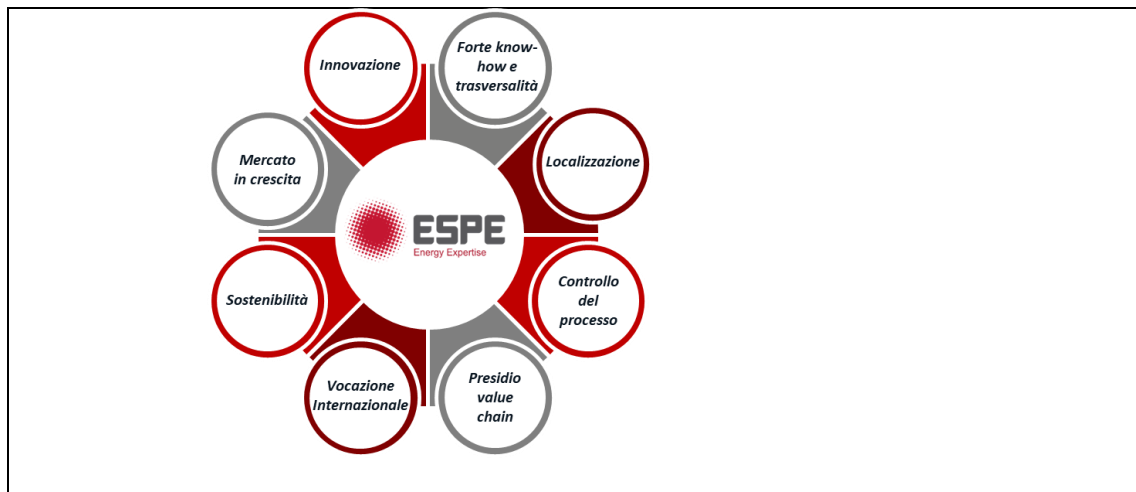 Innovazione
Forte know-
how e
trasversalità
Localizzazione
Controllo
del
processo
Presidio
value
chain
Vocazione
Internazionale
Sostenibilità
Mercato
in crescita
ESPE
Energy Expertise